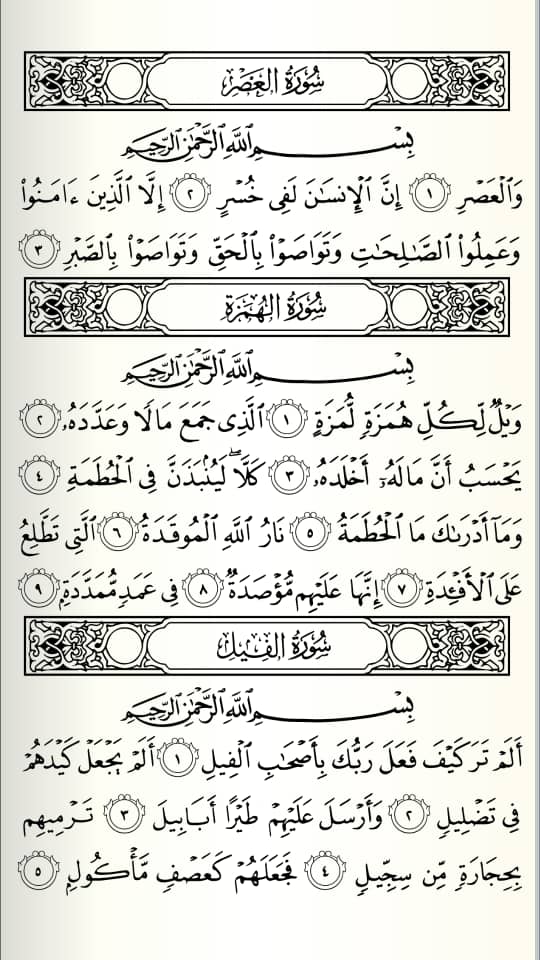 سُورَةُ العَصْرِ
بِسْمِ ٱللَّهِ ٱلرَّحْمَٰنِ ٱلرَّحِيمِ
وَٱلْعَصْرِ ١ إِنَّ ٱلْإِنسَٰنَ لَفِى خُسْرٍ ٢ إِلَّا ٱلَّذِينَ ءَامَنُوا۟
وَعَمِلُوا۟ ٱلصَّٰلِحَٰتِ وَتَوَاصَوْا۟ بِٱلْحَقِّ وَتَوَاصَوْا۟ بِٱلصَّبْرِ ٣
سُورَةُ الهُمَزَةِ
بِسْمِ ٱللَّهِ ٱلرَّحْمَٰنِ ٱلرَّحِيمِ
وَيْلٌ لِّكُلِّ هُمَزَةٍ لُّمَزَةٍ ١ ٱلَّذِى جَمَعَ مَالًا وَعَدَّدَهُۥ ٢
يَحْسَبُ أَنَّ مَالَهُۥٓ أَخْلَدَهُۥ ٣ كَلَّا ۖ لَيُنۢبَذَنَّ فِى ٱلْحُطَمَةِ ٤
وَمَآ أَدْرَىٰكَ مَا ٱلْحُطَمَةُ ٥ نَارُ ٱللَّهِ ٱلْمُوقَدَةُ ٦ ٱلَّتِى تَطَّلِعُ
عَلَى ٱلْأَفْـِٔدَةِ ٧ إِنَّهَا عَلَيْهِم مُّؤْصَدَةٌ ٨ فِى عَمَدٍ مُّمَدَّدَةٍۭ ٩
سُورَةُ الفِيلِ
بِسْمِ ٱللَّهِ ٱلرَّحْمَٰنِ ٱلرَّحِيمِ
أَلَمْ تَرَ كَيْفَ فَعَلَ رَبُّكَ بِأَصْحَٰبِ ٱلْفِيلِ ١ أَلَمْ يَجْعَلْ كَيْدَهُمْ
فِى تَضْلِيلٍ ٢ وَأَرْسَلَ عَلَيْهِمْ طَيْرًا أَبَابِيلَ ٣ تَرْمِيهِم
بِحِجَارَةٍ مِّن سِجِّيلٍ ٤ فَجَعَلَهُمْ كَعَصْفٍ مَّأْكُولٍۭ ٥